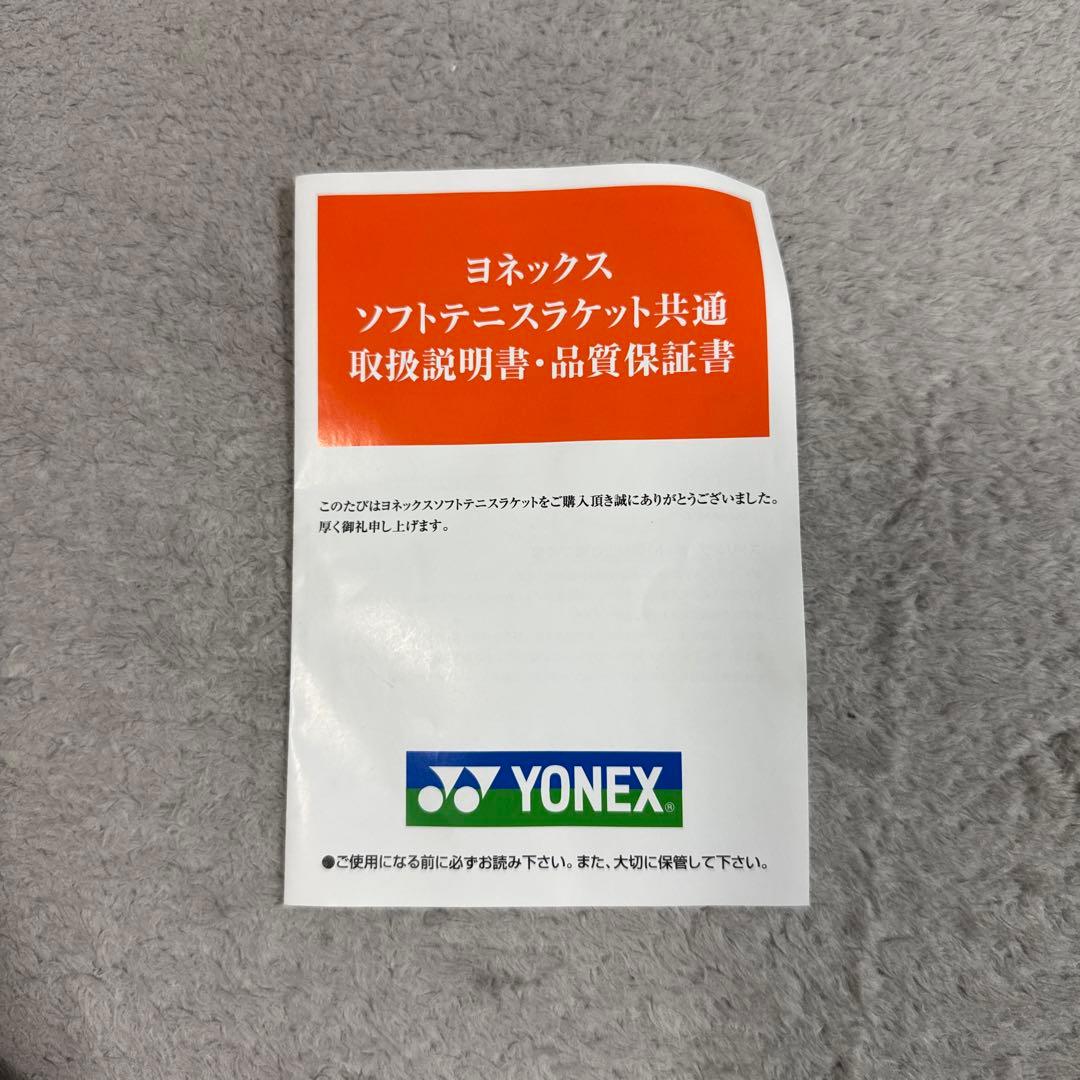 ヨネックス
ソフトテニスラケット共通
取扱説明書・品質保証書
このたびはヨネックスソフトテニスラケットをご購入頂き誠にありがとうございました。
厚く御礼申し上げます。
YONEX®
●ご使用になる前に必ずお読み下さい。また、大切に保管して下さい。